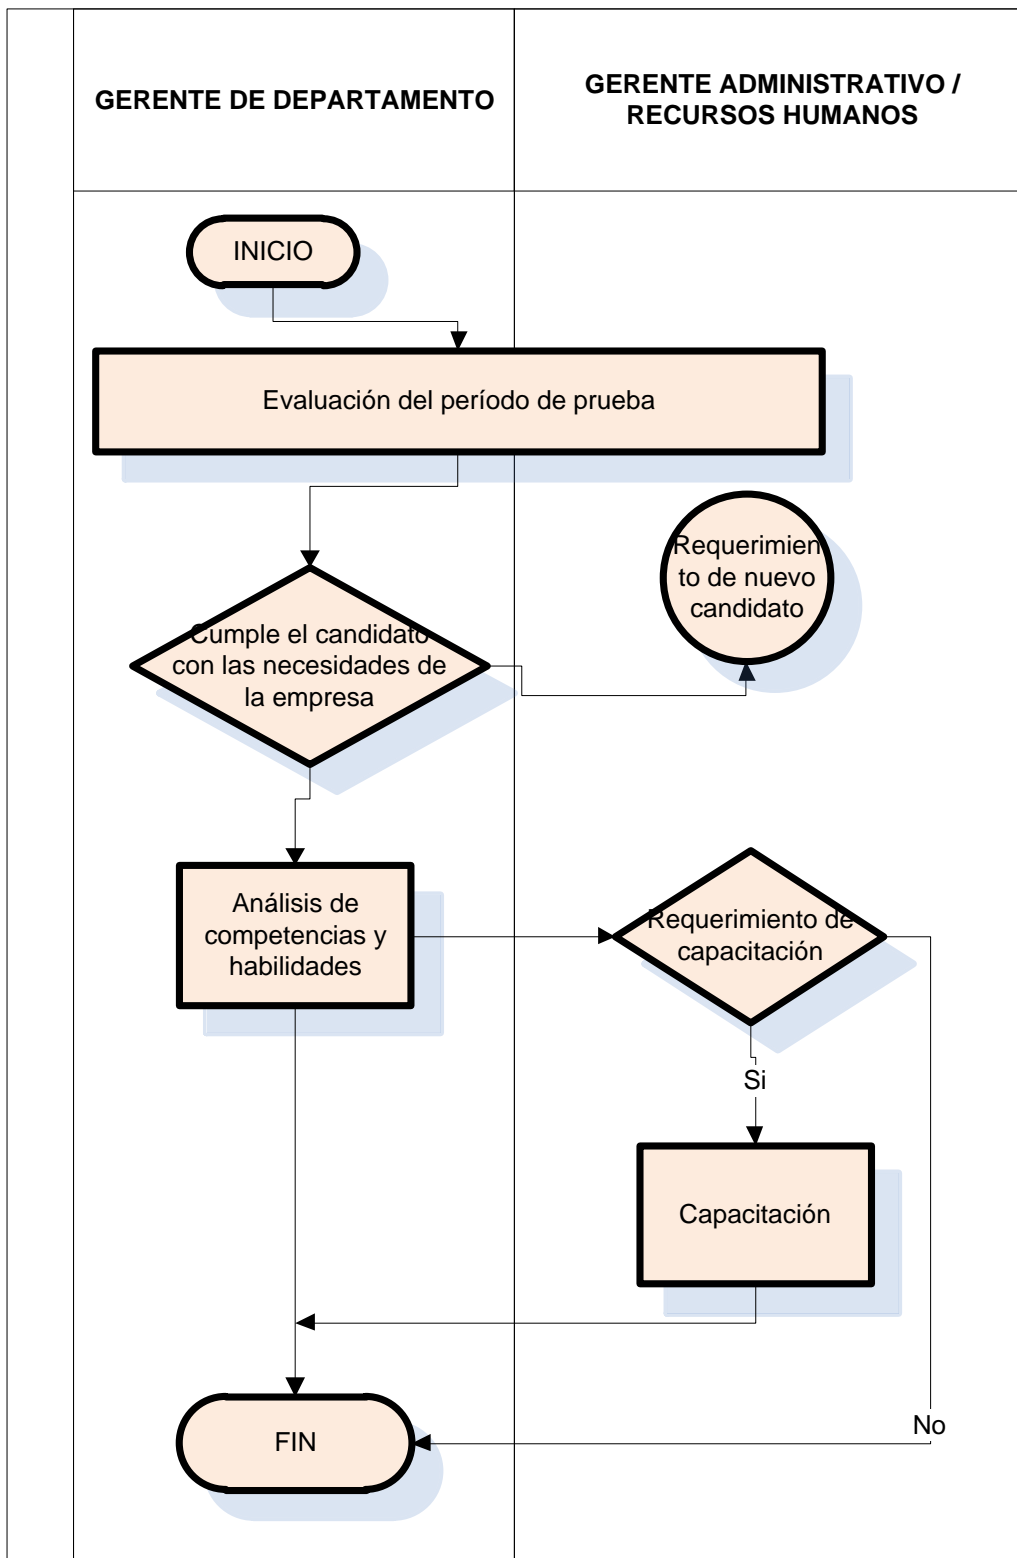 GERENTE DE DEPARTAMENTO
GERENTE ADMINISTRATIVO /
RECURSOS HUMANOS
INICIO
Evaluación del período de prueba
Requerimien
to de nuevo
candidato
Cumple el candidato
con las necesidades de
la empresa
Análisis de
competencias y
habilidades
Requerimiento de
capacitación
Si
Capacitación
No
FIN